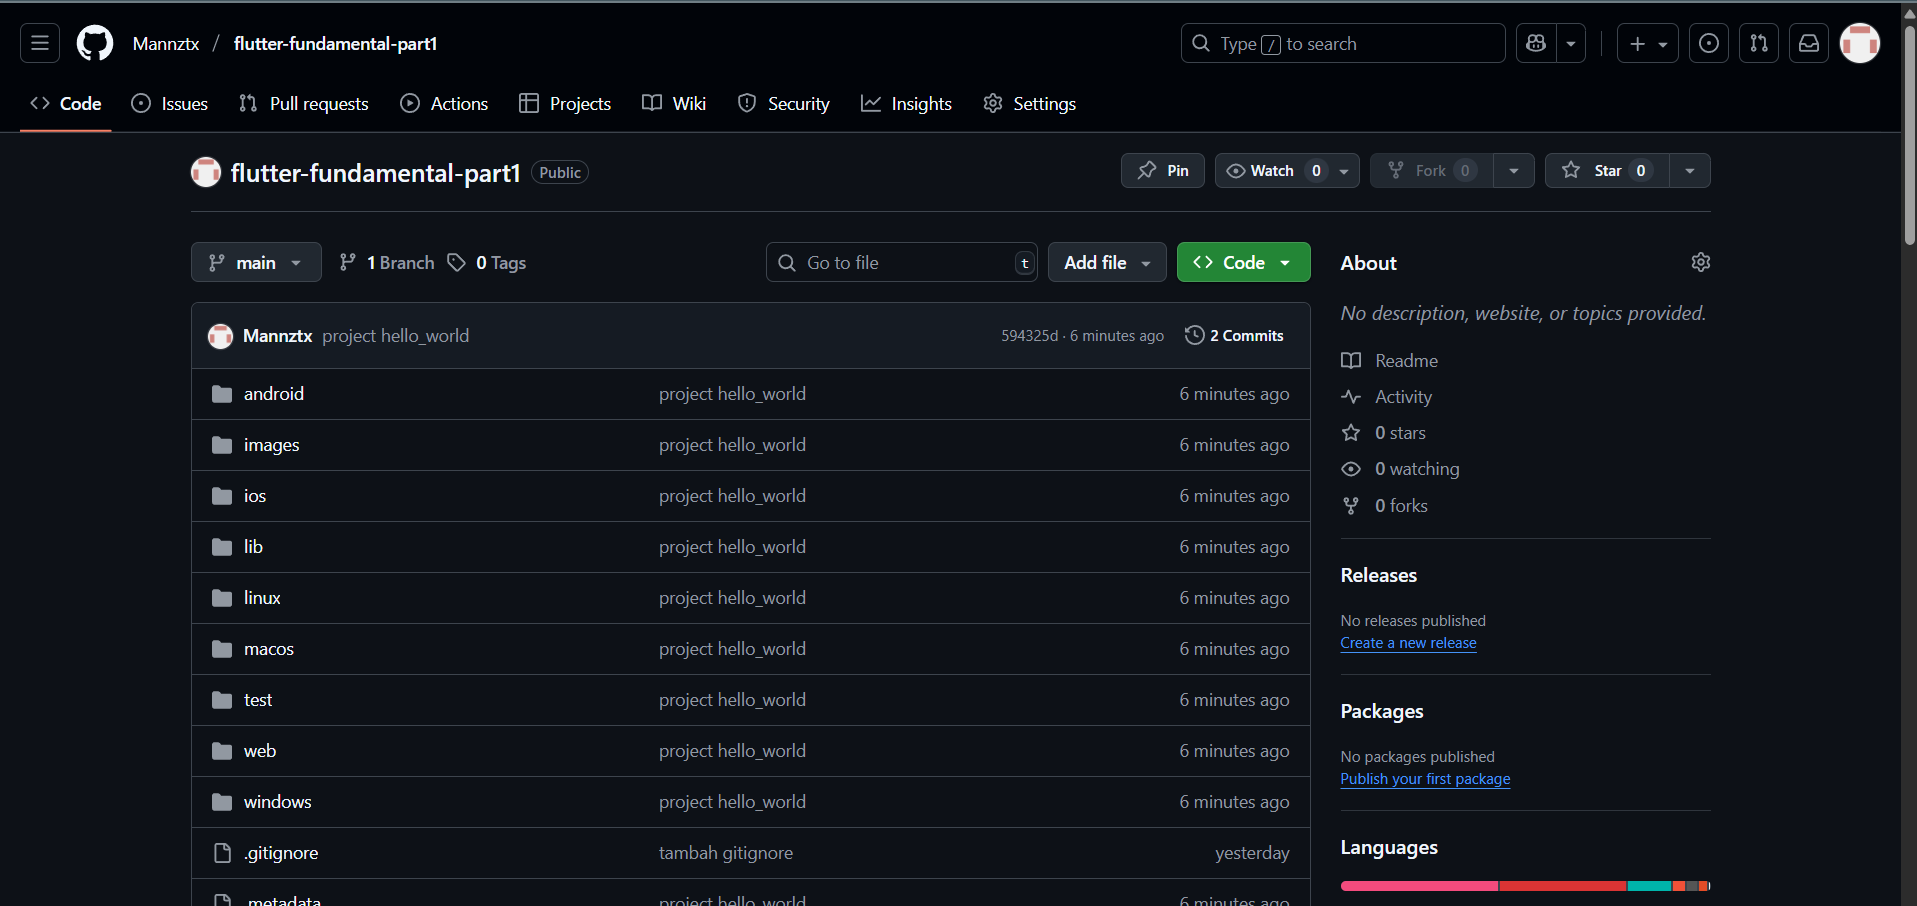 Mannztx / flutter-fundamental-part1
Type / to search
Code
Issues
Pull requests
Actions
Projects
Wiki
Security
Insights
Settings
flutter-fundamental-part1 Public
Pin
Watch 0
Fork 0
Star 0
main
1 Branch
0 Tags
Go to file t
Add file
Code
Mannztx project hello_world 594325d · 6 minutes ago 2 Commits
android project hello_world 6 minutes ago
images project hello_world 6 minutes ago
ios project hello_world 6 minutes ago
lib project hello_world 6 minutes ago
linux project hello_world 6 minutes ago
macos project hello_world 6 minutes ago
test project hello_world 6 minutes ago
web project hello_world 6 minutes ago
windows project hello_world 6 minutes ago
.gitignore tambah gitignore yesterday
.metadata project hello_world 6 minutes ago
About
No description, website, or topics provided.
Readme
Activity
0 stars
0 watching
0 forks
Releases
No releases published
Create a new release
Packages
No packages published
Publish your first package
Languages